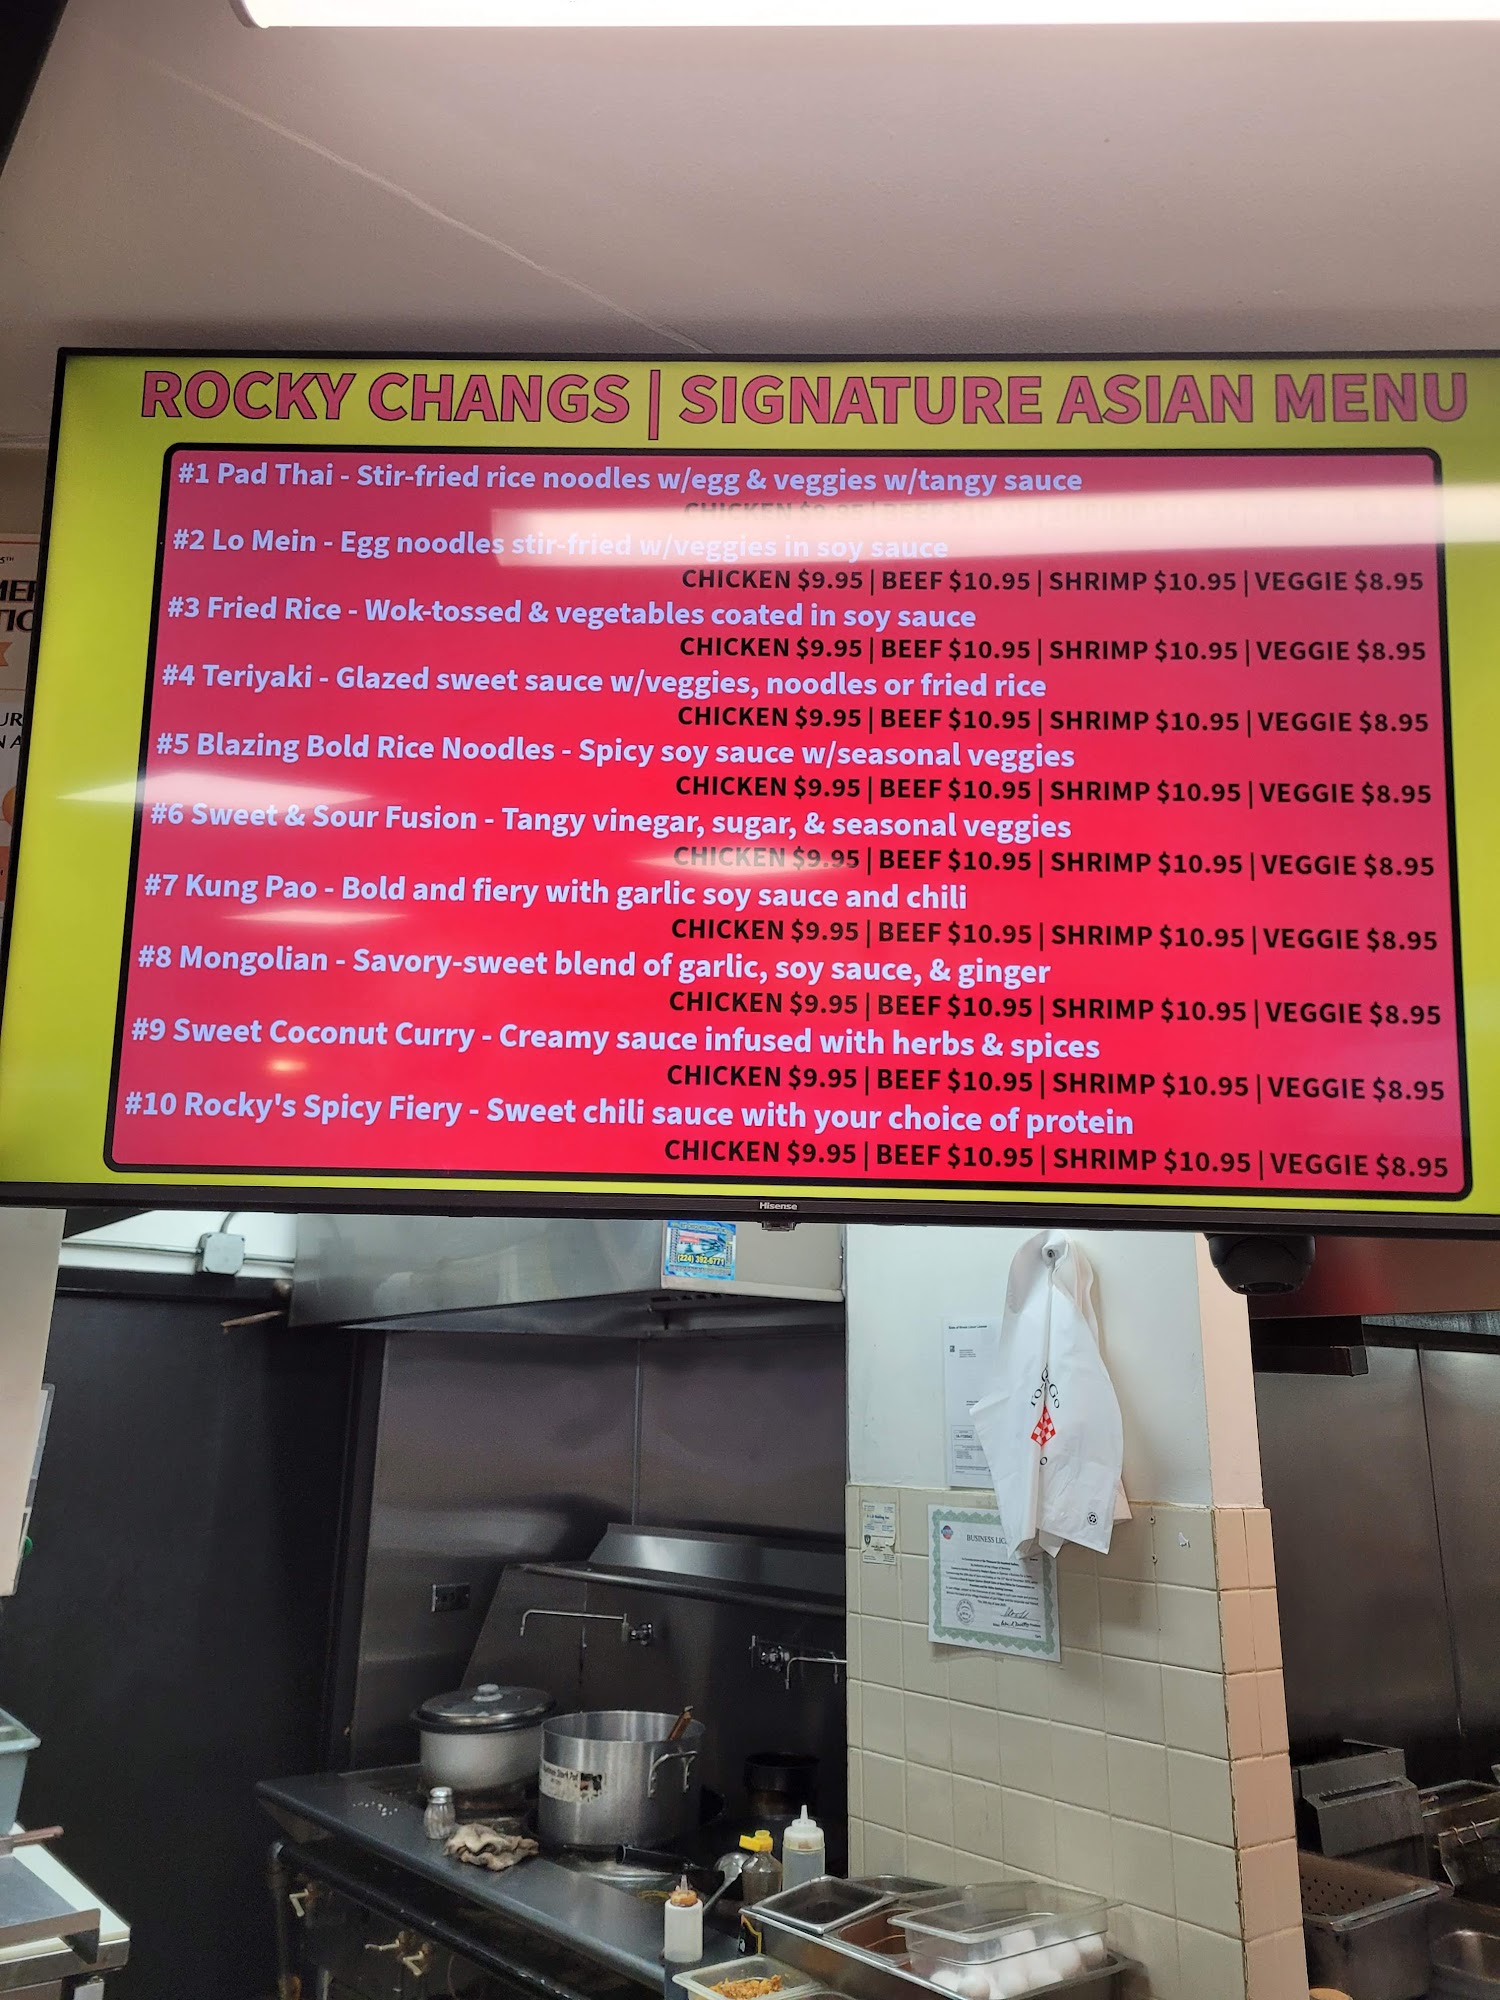 ROCKY CHANGS | SIGNATURE ASIAN MENU
#1 Pad Thai - Stir-fried rice noodles w/egg & veggies w/tangy sauce
CHICKEN $9.95 | BEEF
#2 Lo Mein - Egg noodles stir-fried w/veggies in soy sauce
CHICKEN $9.95 | BEEF $10.95 | SHRIMP $10.95 | VEGGIE $8.95
#3 Fried Rice - Wok-tossed & vegetables coated in soy sauce
CHICKEN $9.95 | BEEF $10.95 | SHRIMP $10.95 | VEGGIE $8.95
#4 Teriyaki - Glazed sweet sauce w/veggies, noodles or fried rice
CHICKEN $9.95 | BEEF $10.95 | SHRIMP $10.95 | VEGGIE $8.95
#5 Blazing Bold Rice Noodles - Spicy soy sauce w/seasonal veggies
CHICKEN $9.95 | BEEF $10.95 | SHRIMP $10.95 | VEGGIE $8.95
#6 Sweet & Sour Fusion - Tangy vinegar, sugar, & seasonal veggies
CHICKEN $9.95 | BEEF $10.95 | SHRIMP $10.95 | VEGGIE $8.95
#7 Kung Pao - Bold and fiery with garlic soy sauce and chili
CHICKEN $9.95 | BEEF $10.95 | SHRIMP $10.95 | VEGGIE $8.95
#8 Mongolian - Savory-sweet blend of garlic, soy sauce, & ginger
CHICKEN $9.95 | BEEF $10.95 | SHRIMP $10.95 | VEGGIE $8.95
#9 Sweet Coconut Curry - Creamy sauce infused with herbs & spices
CHICKEN $9.95 | BEEF $10.95 | SHRIMP $10.95 | VEGGIE $8.95
#10 Rocky's Spicy Fiery - Sweet chili sauce with your choice of protein
CHICKEN $9.95 | BEEF $10.95 | SHRIMP $10.95 | VEGGIE $8.95
Hisense
(224) 392-6771
BUSINESS LIC